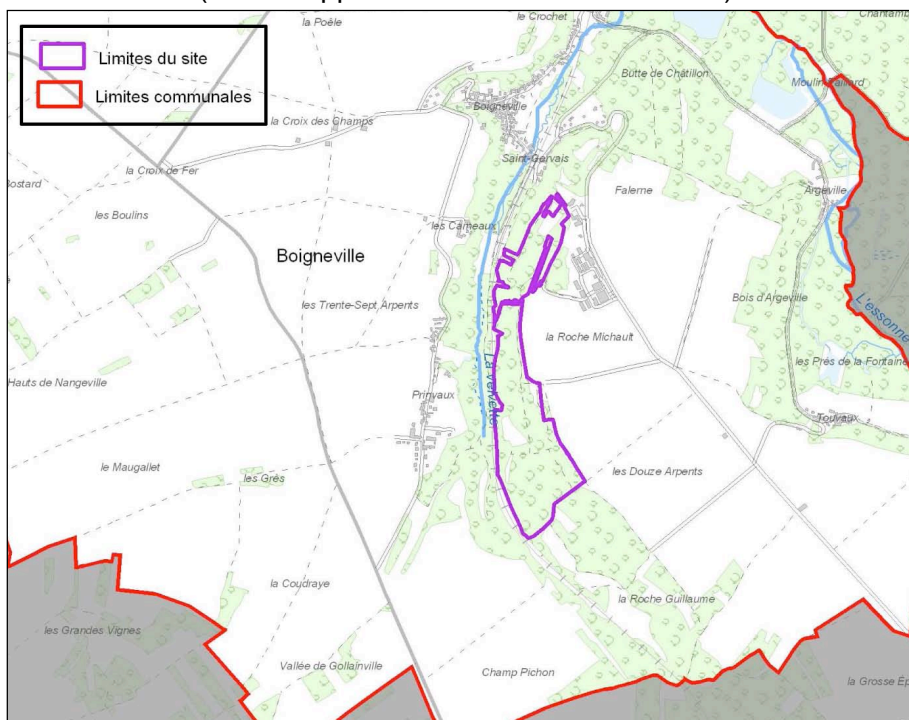 la Poële
le Crochet
Chantamb
Limites du site
Limites communales
Butte de Châtillon
Moulin Paillard
Boigneville
la Croix des Champs
Saint-Gervais
la Croix de Fer
Bostard
Falerne
Argeville
les Boulins
les Cameaux
Boigneville
Bois d'Argeville
L'essonne
les Trente-Sept Arpents
la Roche Michault
les Prés de la Fontaine
La velvette
Hauts de Nangeville
Prinvaux
Touvaux
le Maugallet
les Grès
les Douze Arpents
la Coudraye
la Roche Guillaume
les Grandes Vignes
Vallée de Gollainville
Champ Pichon
la Grosse Ep